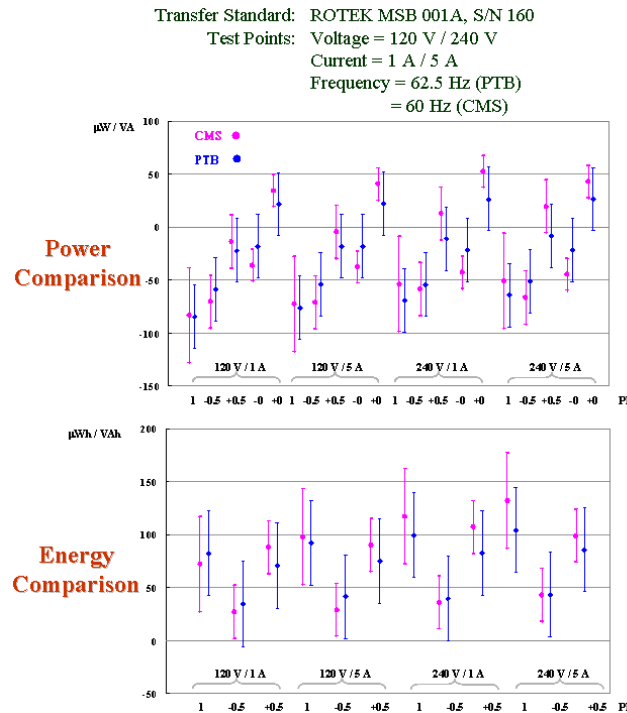 Transfer Standard: ROTEK MSB 001A, S/N 160
Test Points: Voltage = 120 V / 240 V
Current = 1 A / 5 A
Frequency = 62.5 Hz (PTB)
= 60 Hz (CMS)
μW / VA
100
CMS
PTB
50
0
Power
Comparison
-50
-100
120 V / 1 A 120 V / 5 A 240 V / 1 A 240 V / 5 A
-150
1 -0.5 +0.5 -0 +0 1 -0.5 +0.5 -0 +0 1 -0.5 +0.5 -0 +0 1 -0.5 +0.5 -0 +0
μWh / VAh
200
150
100
Energy
Comparison
50
0
120 V / 1 A 120 V / 5 A 240 V / 1 A 240 V / 5 A
-50
1 -0.5 +0.5 1 -0.5 +0.5 1 -0.5 +0.5 1 -0.5 +0.5